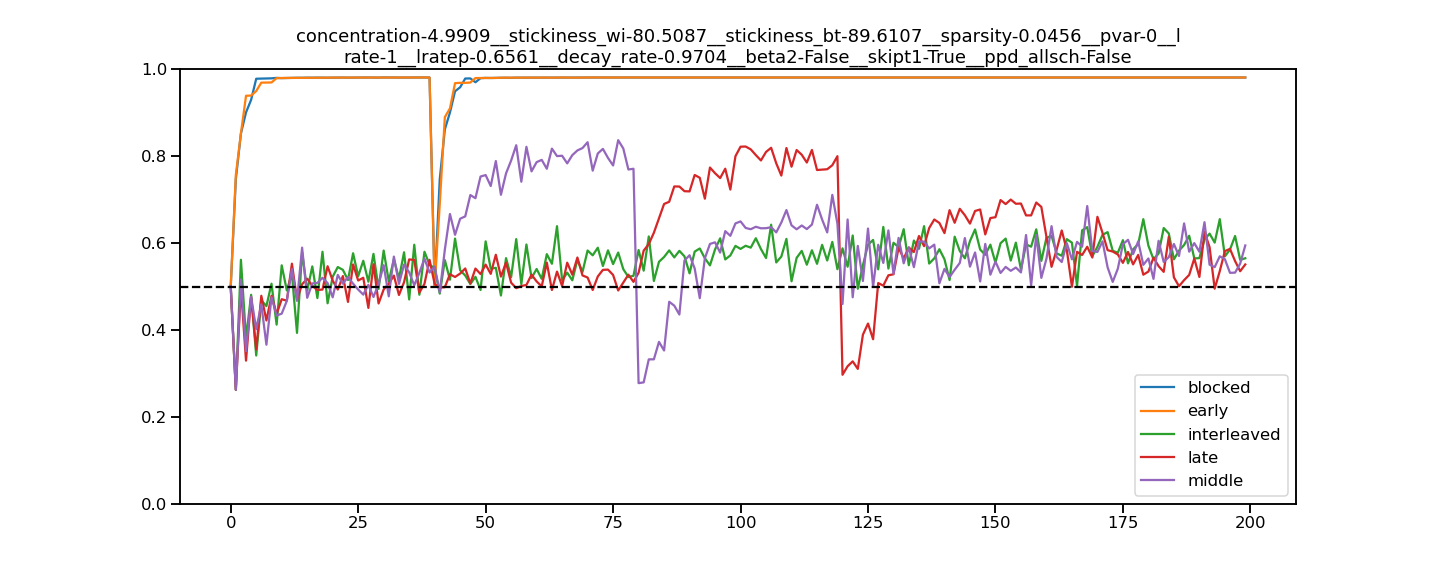 concentration-4.9909__stickiness_wi-80.5087__stickiness_bt-89.6107__sparsity-0.0456__pvar-0__l
rate-1__lratep-0.6561__decay_rate-0.9704__beta2-False__skipt1-True__ppd_allsch-False
1.0
0.8
0.6
0.4
0.2
0.0
0 25 50 75 100 125 150 175 200
blocked
early
interleaved
late
middle